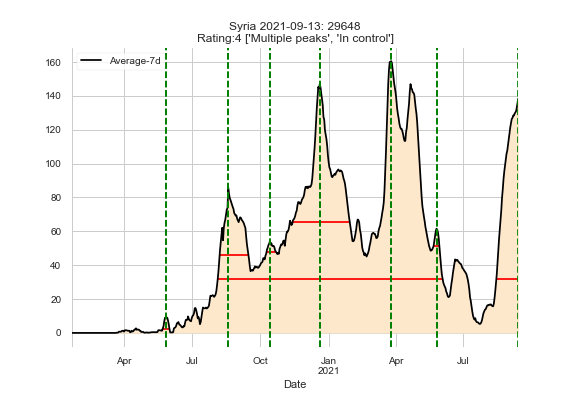 Syria 2021-09-13: 29648
Rating:4 ['Multiple peaks', 'In control']
Average-7d
160
140
120
100
80
60
40
20
0
Apr
Jul
Oct
Jan
2021
Apr
Jul
Date